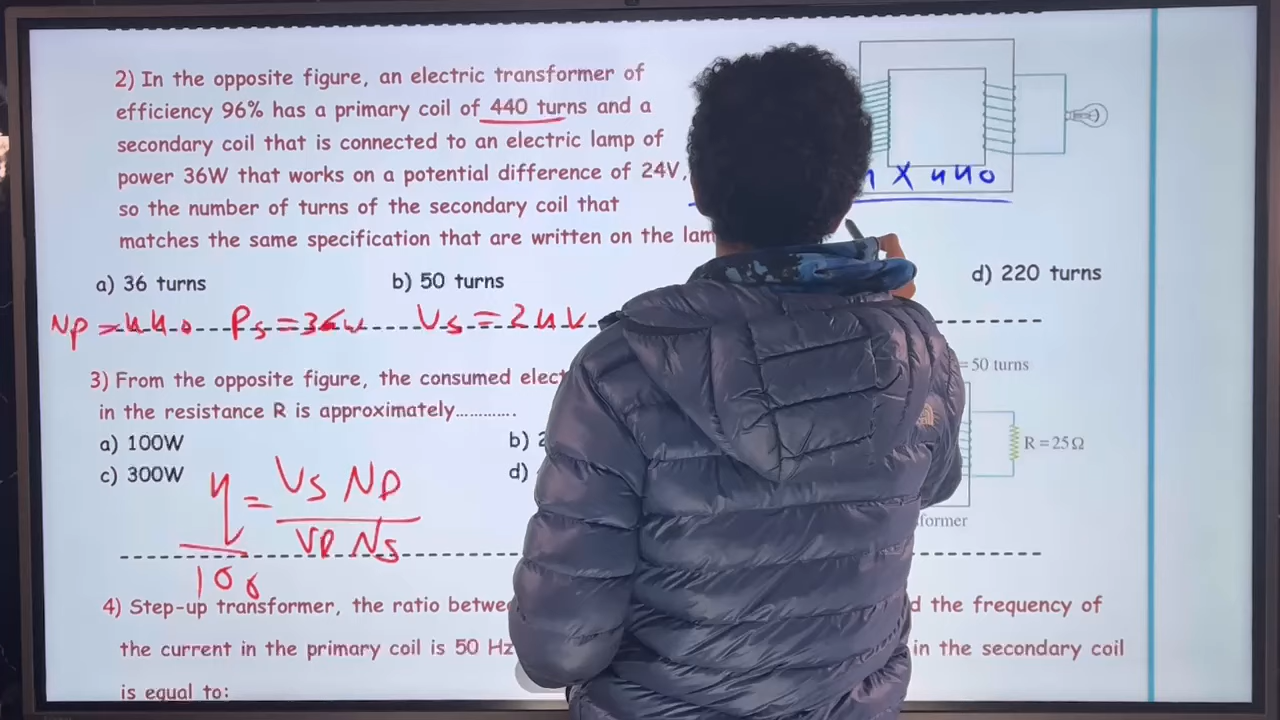 2) In the opposite figure, an electric transformer of
efficiency 96% has a primary coil of 440 turns and a
secondary coil that is connected to an electric lamp of
power 36W that works on a potential difference of 24V,
so the number of turns of the secondary coil that
matches the same specification that are written on the
X 440
a) 36 turns b) 50 turns d) 220 turns
Np = 440 Ps = 36w Vs = 24V
= 50 turns
3) From the opposite figure, the consumed
in the resistance R is approximately............
a) 100W b)
c) 300W d)
R = 25 Ω
η = Vs Np
Vp Ns
100
4) Step-up transformer, the ratio the frequency of
the current in the primary coil is 50 Hz in the secondary coil
is equal to: